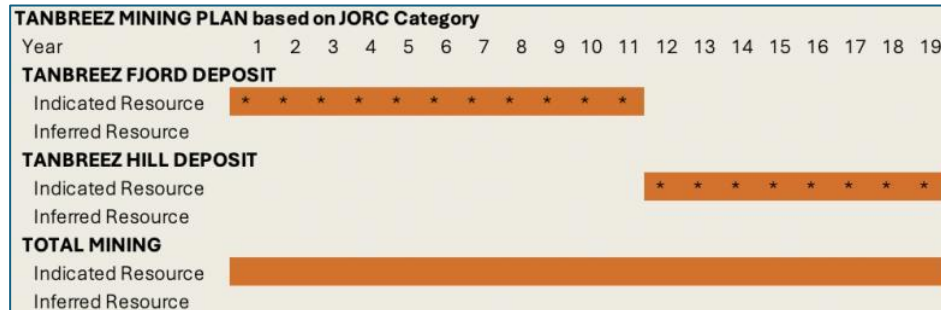 TANBREEZ MINING PLAN based on JORC Category
Year 1 2 3 4 5 6 7 8 9 10 11 12 13 14 15 16 17 18 19
TANBREEZ FJORD DEPOSIT
Indicated Resource * * * * * * * * * * *
Inferred Resource
TANBREEZ HILL DEPOSIT
Indicated Resource * * * * * * * *
Inferred Resource
TOTAL MINING
Indicated Resource
Inferred Resource